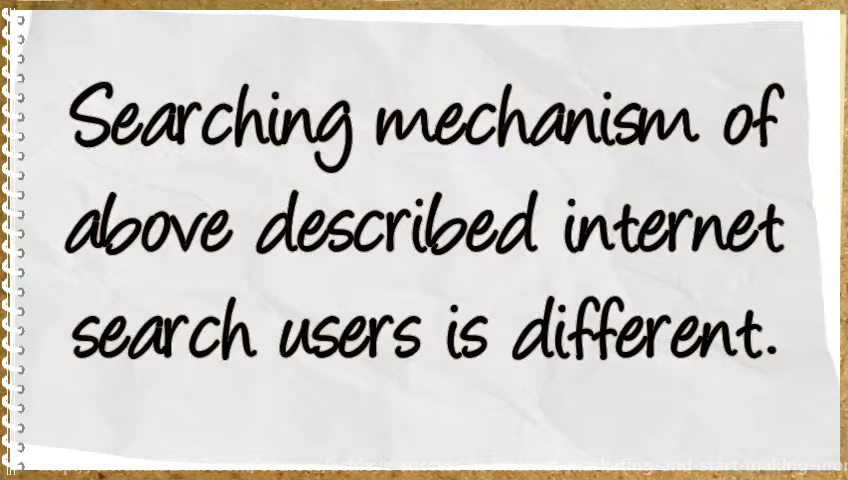 Searching mechanism of
above described internet
search users is different.